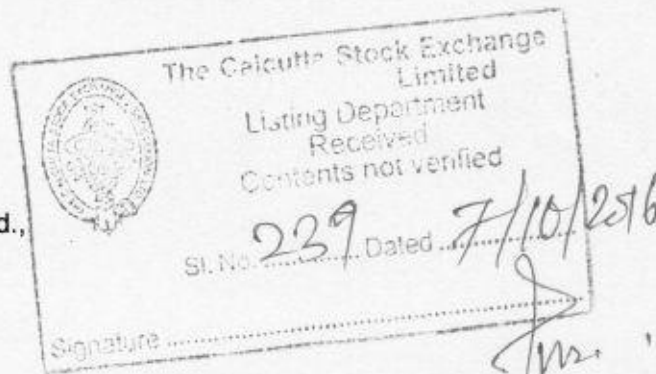 The Calcutta Stock Exchange
Limited
Listing Department
Received
Contents not verified
d.,
Sl. No. 239 Dated 7/10/2016
Signature